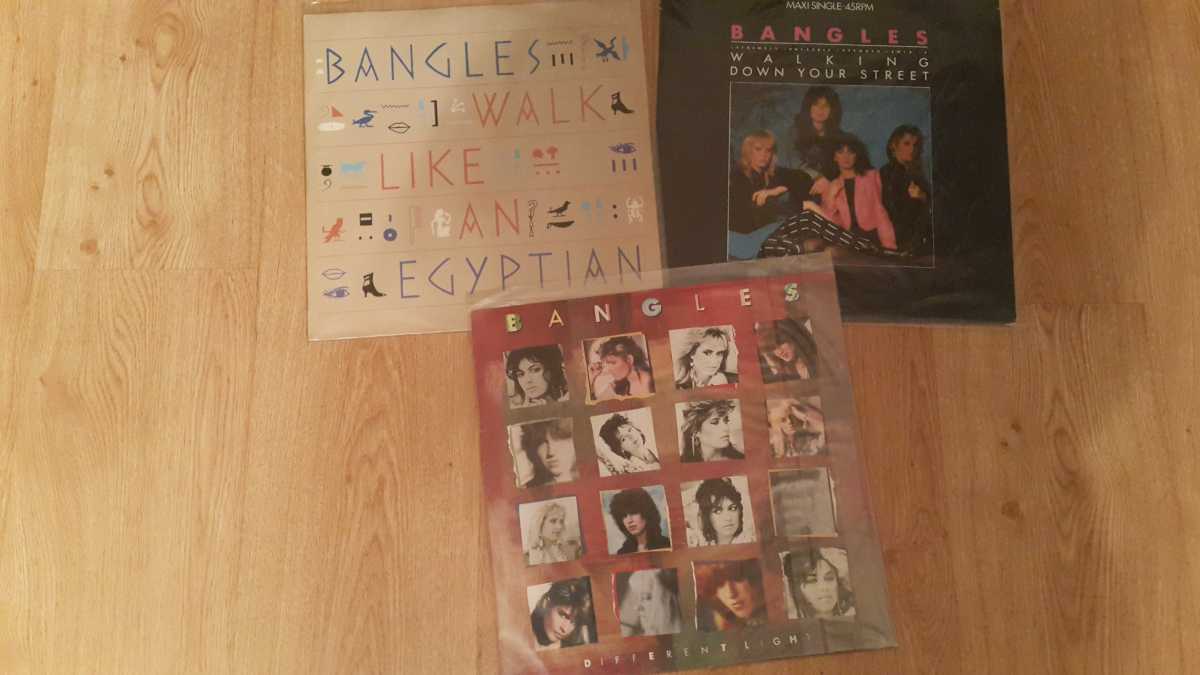 BANGLES
WALK
LIKE
AN
EGYPTIAN
MAXI-SINGLE-45RPM
BANGLES
WALKING
DOWN YOUR STREET
BANGLES
DIFFERENT LIGHT